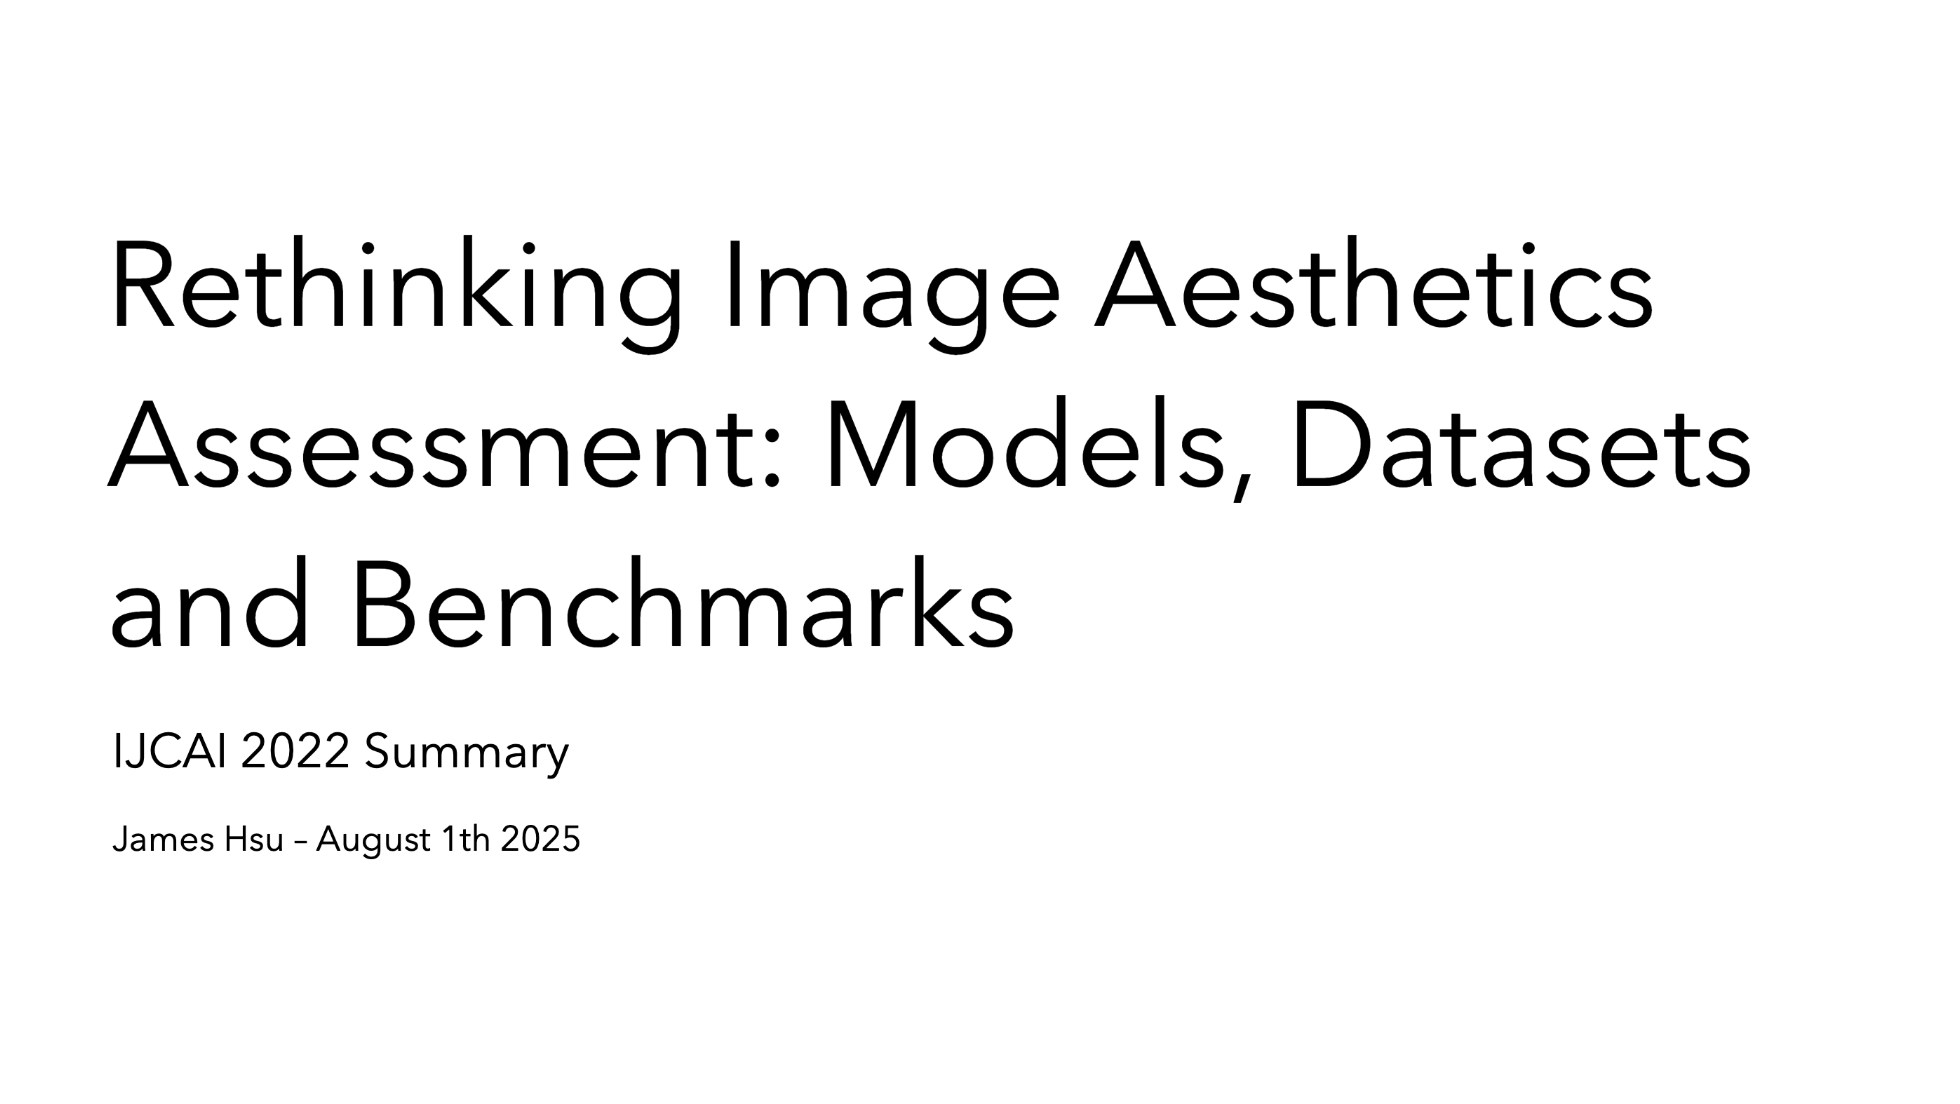 Rethinking Image Aesthetics
Assessment: Models, Datasets
and Benchmarks
IJCAI 2022 Summary
James Hsu – August 1th 2025